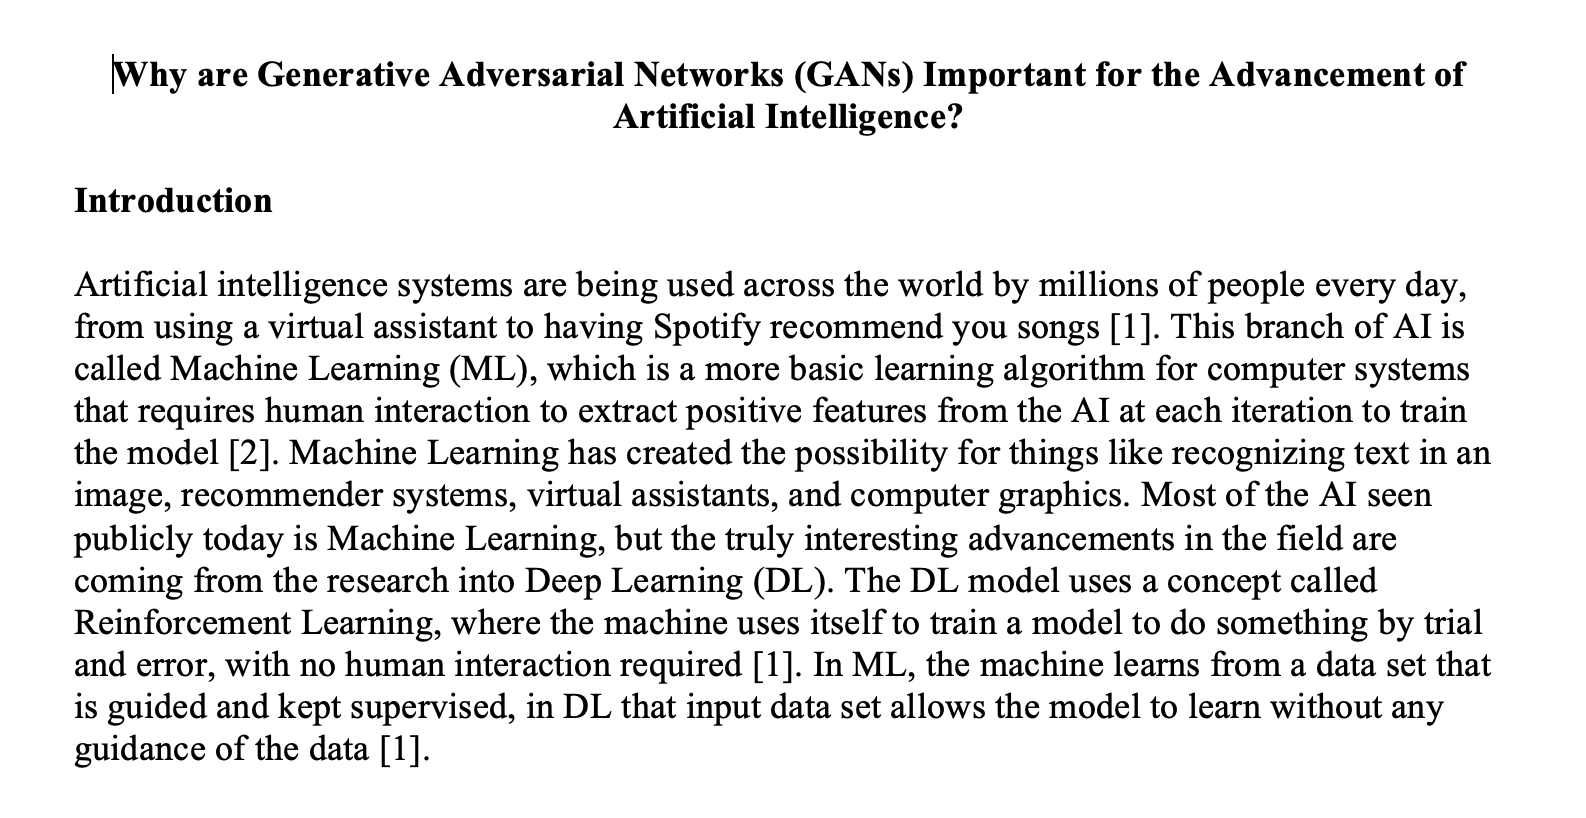 Why are Generative Adversarial Networks (GANs) Important for the Advancement of
Artificial Intelligence?
Introduction
Artificial intelligence systems are being used across the world by millions of people every day,
from using a virtual assistant to having Spotify recommend you songs [1]. This branch of AI is
called Machine Learning (ML), which is a more basic learning algorithm for computer systems
that requires human interaction to extract positive features from the AI at each iteration to train
the model [2]. Machine Learning has created the possibility for things like recognizing text in an
image, recommender systems, virtual assistants, and computer graphics. Most of the AI seen
publicly today is Machine Learning, but the truly interesting advancements in the field are
coming from the research into Deep Learning (DL). The DL model uses a concept called
Reinforcement Learning, where the machine uses itself to train a model to do something by trial
and error, with no human interaction required [1]. In ML, the machine learns from a data set that
is guided and kept supervised, in DL that input data set allows the model to learn without any
guidance of the data [1].